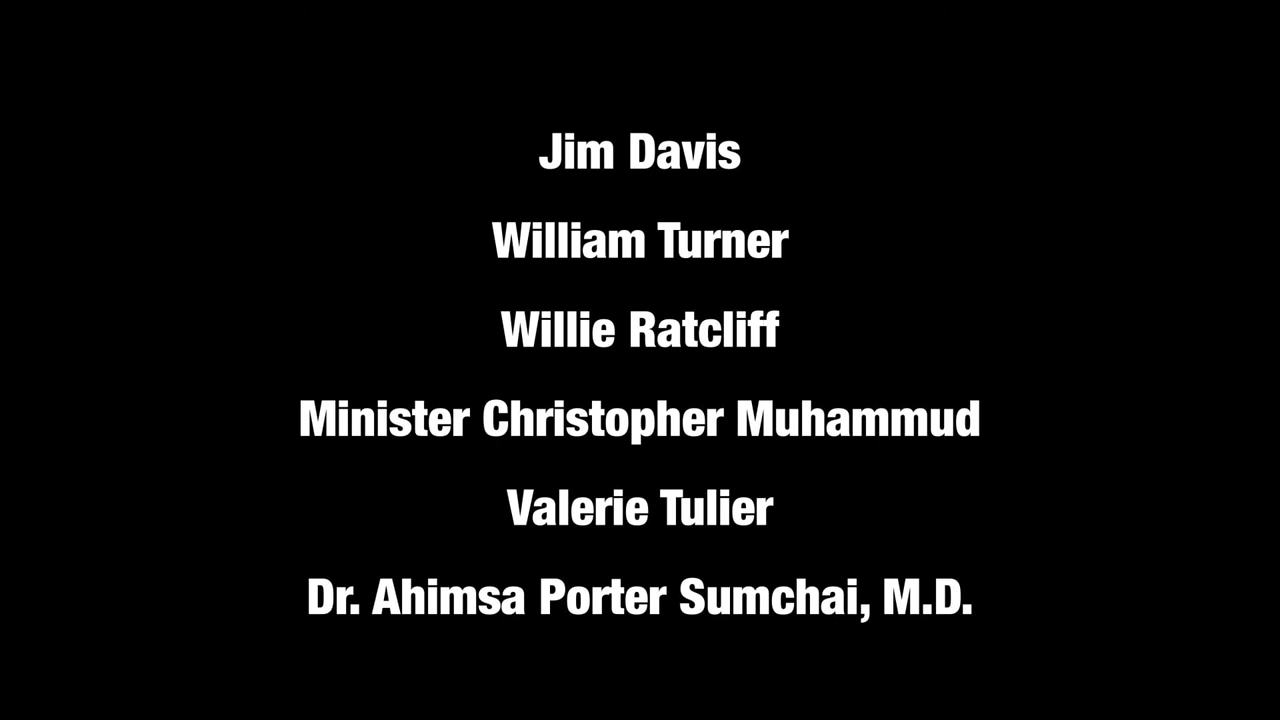 Jim Davis
William Turner
Willie Ratcliff
Minister Christopher Muhammud
Valerie Tulier
Dr. Ahimsa Porter Sumchai, M.D.